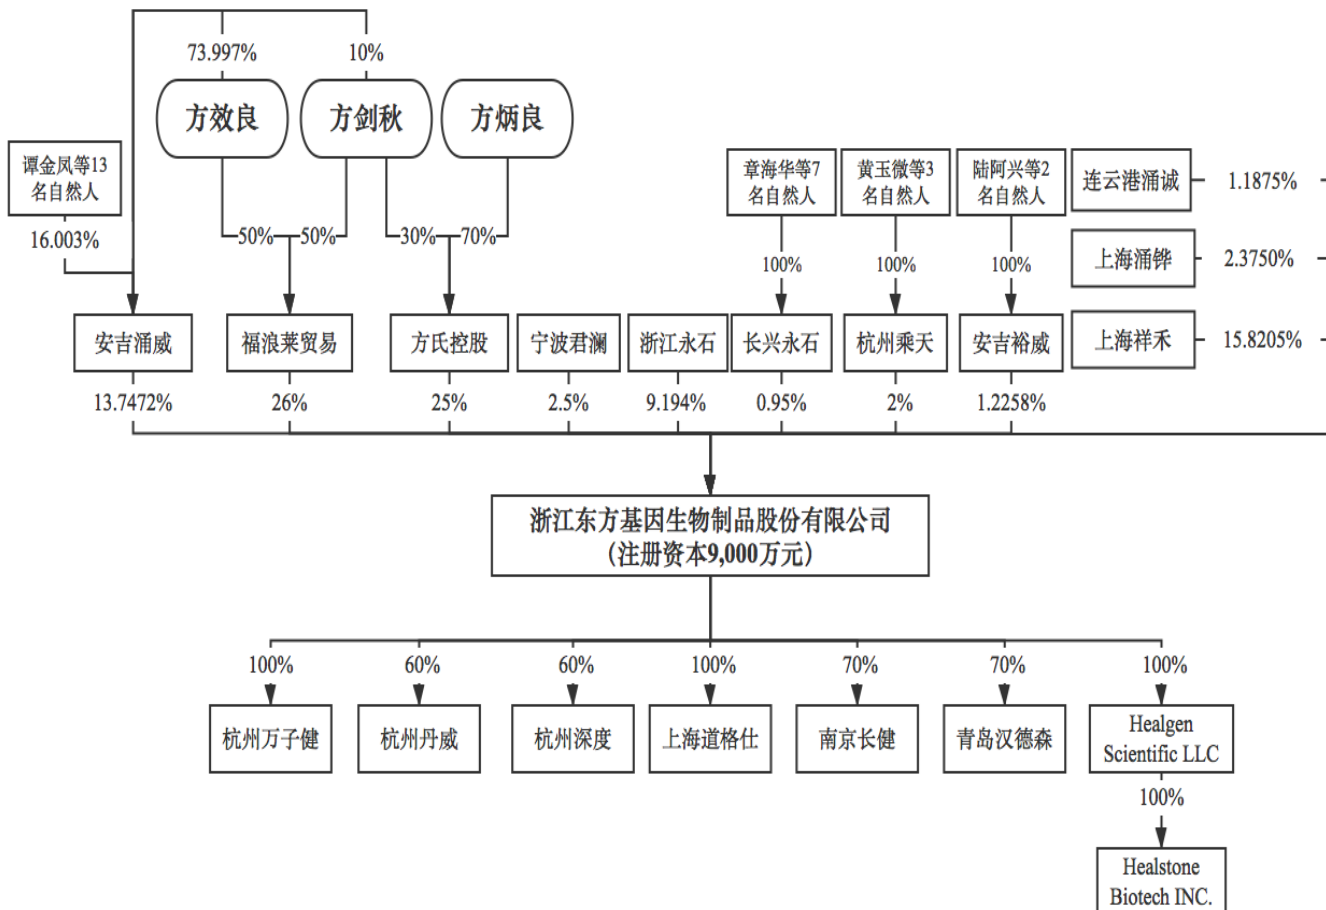 73.997%
10%
方效良
方剑秋
方炳良
谭金凤等13
名自然人
章海华等7
名自然人
黄玉微等3
名自然人
陆阿兴等2
名自然人
连云港涌诚
1.1875%
16.003%
50%
50%
30%
70%
100%
100%
100%
上海涌铧
2.3750%
安吉涌威
福浪莱贸易
方氏控股
宁波君澜
浙江永石
长兴永石
杭州乘天
安吉裕威
上海祥禾
15.8205%
13.7472%
26%
25%
2.5%
9.194%
0.95%
2%
1.2258%
浙江东方基因生物制品股份有限公司
（注册资本9,000万元）
100%
60%
60%
100%
70%
70%
100%
杭州万子健
杭州丹威
杭州深度
上海道格仕
南京长健
青岛汉德森
Healgen
Scientific LLC
100%
Healstone
Biotech INC.